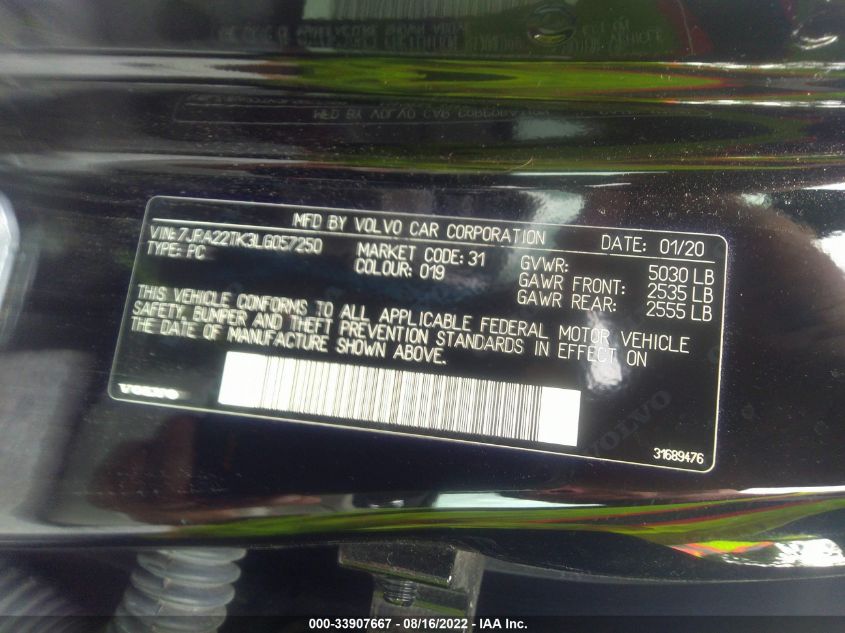 MFD BY VOLVO CAR CORPORATION DATE: 01/20
VIN: 7JRA22TK3LG057250
TYPE: PC
MARKET CODE: 31
COLOUR: 019
GVWR: 5030 LB
GAWR FRONT: 2535 LB
GAWR REAR: 2555 LB
THIS VEHICLE CONFORMS TO ALL APPLICABLE FEDERAL MOTOR VEHICLE
SAFETY, BUMPER AND THEFT PREVENTION STANDARDS IN EFFECT ON
THE DATE OF MANUFACTURE SHOWN ABOVE.
VOLVO
VOLVO
31689476
000-33907667 - 08/16/2022 - IAA Inc.